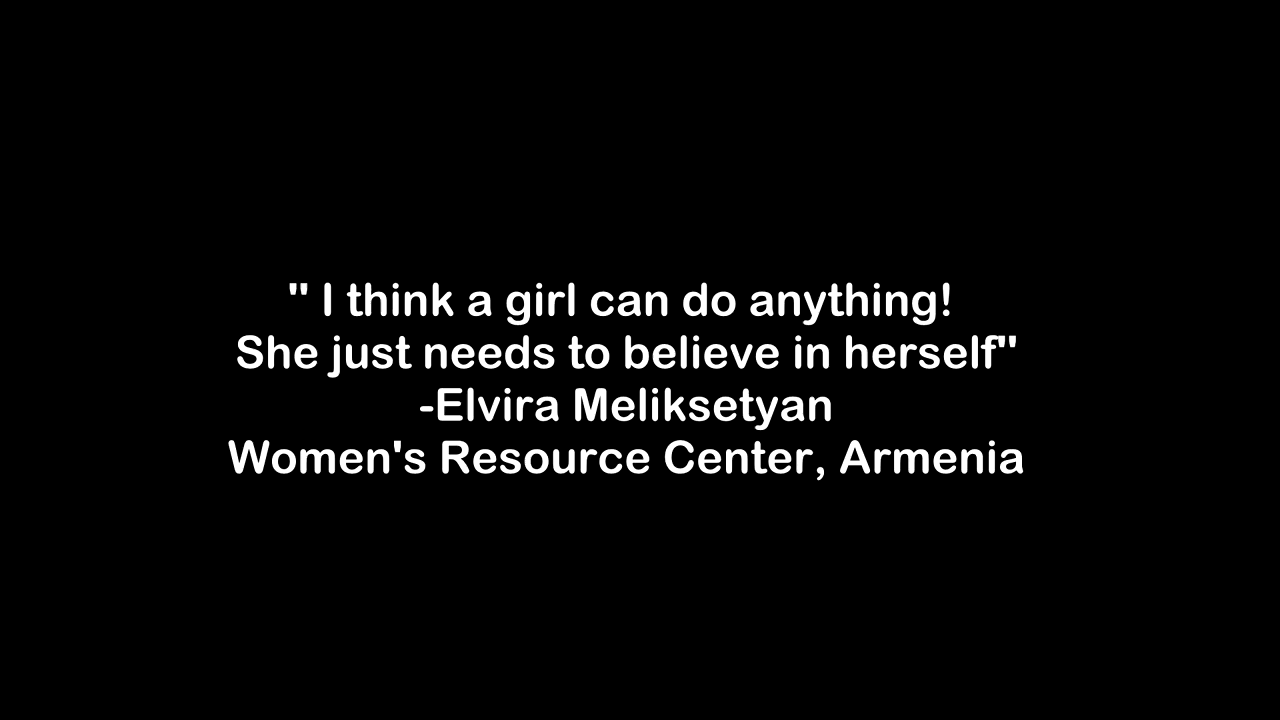 " I think a girl can do anything!
She just needs to believe in herself"
-Elvira Meliksetyan
Women's Resource Center, Armenia